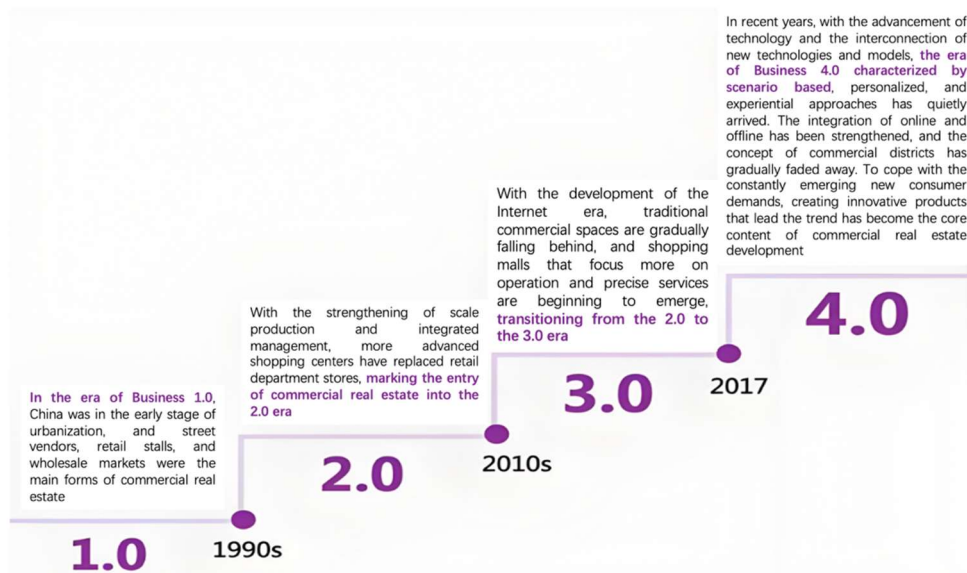 In the era of Business 1.0,
China was in the early stage of
urbanization, and street
vendors, retail stalls, and
wholesale markets were the
main forms of commercial real
estate
1.0
1990s
With the strengthening of scale
production and integrated
management, more advanced
shopping centers have replaced retail
department stores, marking the entry
of commercial real estate into the
2.0 era
2.0
2010s
With the development of the
Internet era, traditional
commercial spaces are gradually
falling behind, and shopping
malls that focus more on
operation and precise services
are beginning to emerge,
transitioning from the 2.0 to
the 3.0 era
3.0
2017
In recent years, with the advancement of
technology and the interconnection of
new technologies and models, the era
of Business 4.0 characterized by
scenario based, personalized, and
experiential approaches has quietly
arrived. The integration of online and
offline has been strengthened, and the
concept of commercial districts has
gradually faded away. To cope with the
constantly emerging new consumer
demands, creating innovative products
that lead the trend has become the core
content of commercial real estate
development
4.0